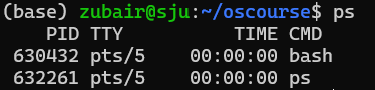 (base) zubair@sju:~/oscourse$ ps
    PID TTY          TIME CMD
 630432 pts/5    00:00:00 bash
 632261 pts/5    00:00:00 ps